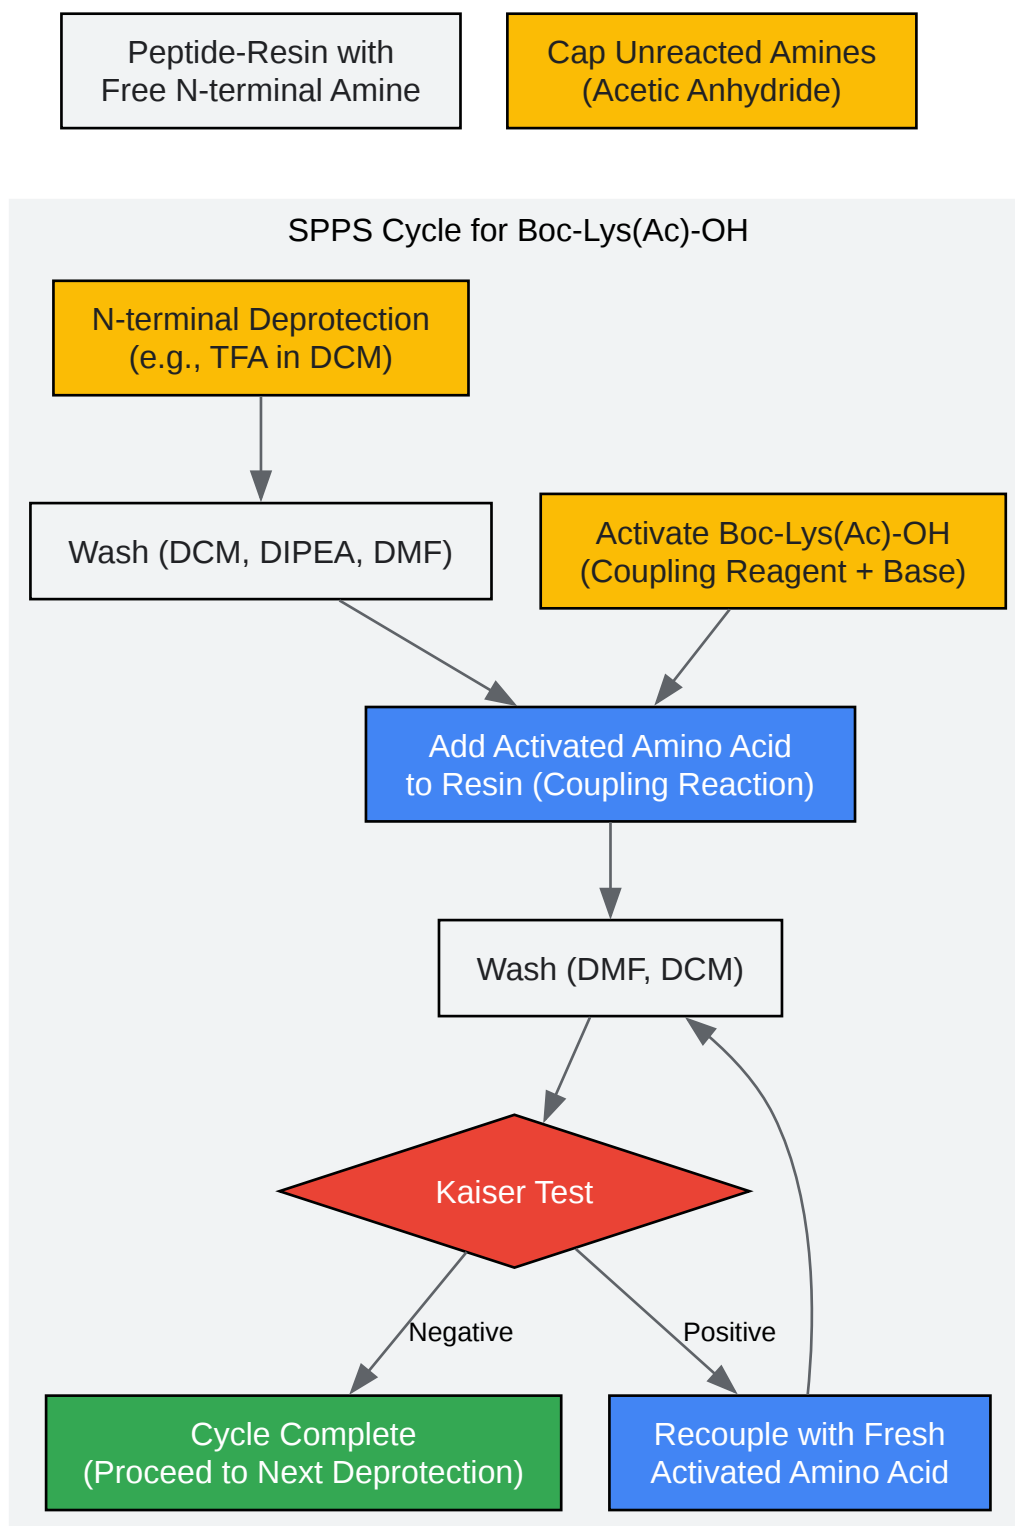 Peptide-Resin with
Free N-terminal Amine
Cap Unreacted Amines
(Acetic Anhydride)
SPPS Cycle for Boc-Lys(Ac)-OH
N-terminal Deprotection
(e.g., TFA in DCM)
Wash (DCM, DIPEA, DMF)
Activate Boc-Lys(Ac)-OH
(Coupling Reagent + Base)
Add Activated Amino Acid
to Resin (Coupling Reaction)
Wash (DMF, DCM)
Kaiser Test
Negative
Positive
Cycle Complete
(Proceed to Next Deprotection)
Recouple with Fresh
Activated Amino Acid